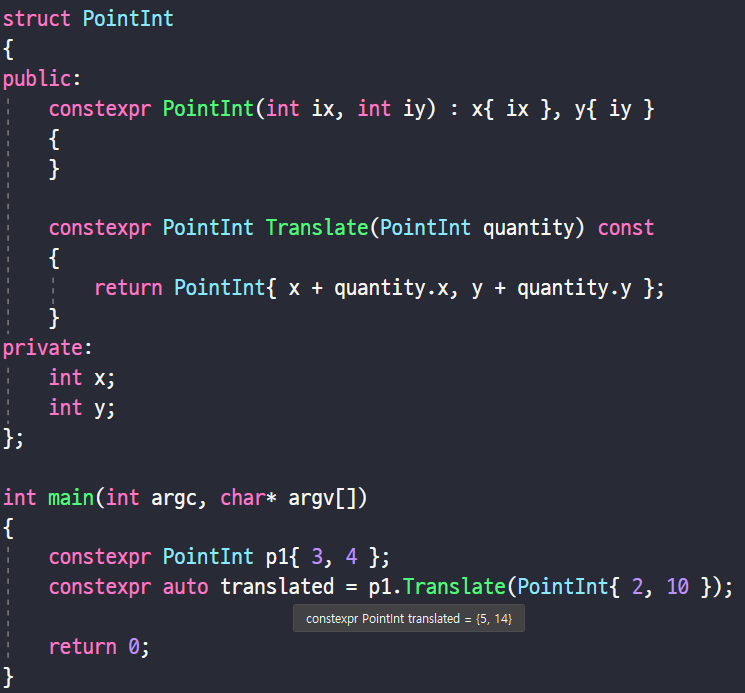 struct PointInt
{
public:
    constexpr PointInt(int ix, int iy) : x{ ix }, y{ iy }
    {
    }

    constexpr PointInt Translate(PointInt quantity) const
    {
        return PointInt{ x + quantity.x, y + quantity.y };
    }
private:
    int x;
    int y;
};

int main(int argc, char* argv[])
{
    constexpr PointInt p1{ 3, 4 };
    constexpr auto translated = p1.Translate(PointInt{ 2, 10 });
constexpr PointInt translated = {5, 14}
    return 0;
}